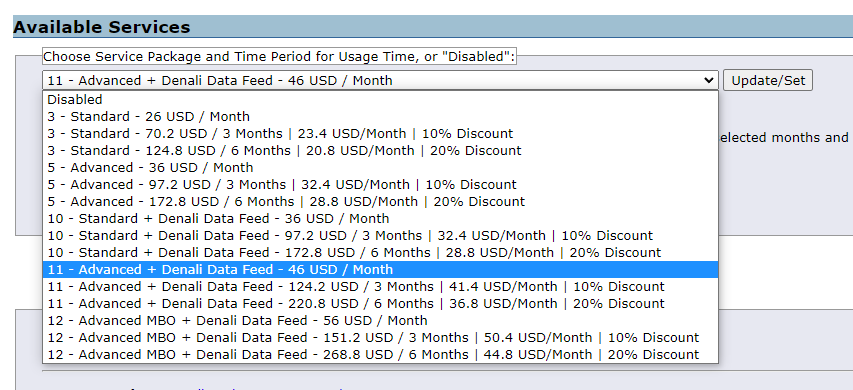 Available Services
Choose Service Package and Time Period for Usage Time, or "Disabled":
11 - Advanced + Denali Data Feed - 46 USD / Month
Update/Set
Disabled
3 - Standard - 26 USD / Month
3 - Standard - 70.2 USD / 3 Months | 23.4 USD/Month | 10% Discount
3 - Standard - 124.8 USD / 6 Months | 20.8 USD/Month | 20% Discount
5 - Advanced - 36 USD / Month
5 - Advanced - 97.2 USD / 3 Months | 32.4 USD/Month | 10% Discount
5 - Advanced - 172.8 USD / 6 Months | 28.8 USD/Month | 20% Discount
10 - Standard + Denali Data Feed - 36 USD / Month
10 - Standard + Denali Data Feed - 97.2 USD / 3 Months | 32.4 USD/Month | 10% Discount
10 - Standard + Denali Data Feed - 172.8 USD / 6 Months | 28.8 USD/Month | 20% Discount
11 - Advanced + Denali Data Feed - 46 USD / Month
11 - Advanced + Denali Data Feed - 124.2 USD / 3 Months | 41.4 USD/Month | 10% Discount
11 - Advanced + Denali Data Feed - 220.8 USD / 6 Months | 36.8 USD/Month | 20% Discount
12 - Advanced MBO + Denali Data Feed - 56 USD / Month
12 - Advanced MBO + Denali Data Feed - 151.2 USD / 3 Months | 50.4 USD/Month | 10% Discount
12 - Advanced MBO + Denali Data Feed - 268.8 USD / 6 Months | 44.8 USD/Month | 20% Discount
elected months and